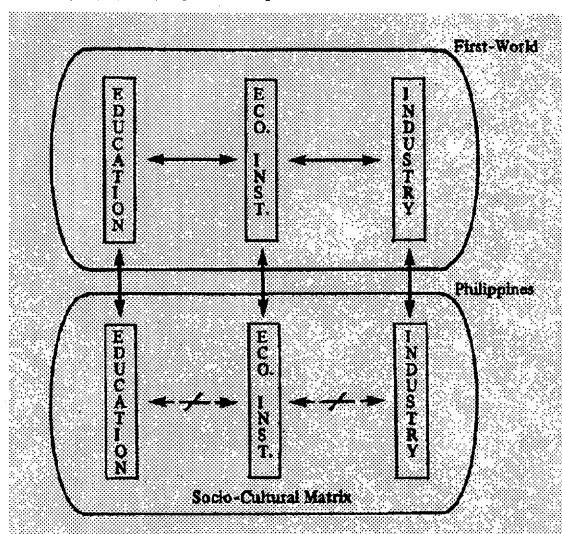 First-World
EDUCATION
ECO. INST.
INDUSTRY
Philippines
EDUCATION
ECO. INST.
INDUSTRY
Socio-Cultural Matrix